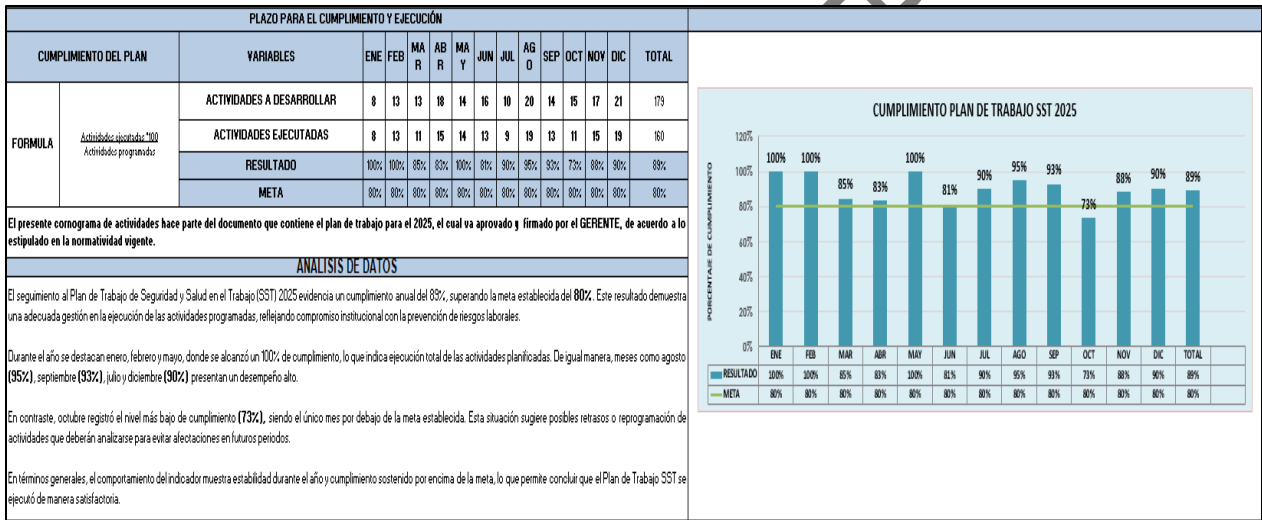 PLAZO PARA EL CUMPLIMIENTO Y EJECUCIÓN
CUMPLIMIENTO DEL PLAN VARIABLES ENE FEB MAR ABR MAY JUN JUL AGO SEP OCT NOV DIC TOTAL
FORMULA
Actividades ejecutadas *100
Actividades programadas
ACTIVIDADES A DESARROLLAR 8 13 13 18 14 16 10 20 14 15 17 21 179
ACTIVIDADES EJECUTADAS 8 13 11 15 14 13 9 19 13 11 15 19 160
RESULTADO 100% 100% 85% 83% 100% 81% 90% 95% 93% 73% 88% 90% 89%
META 80% 80% 80% 80% 80% 80% 80% 80% 80% 80% 80% 80% 80%
El presente cornograma de actividades hace parte del documento que contiene el plan de trabajo para el 2025, el cual va aprovado y firmado por el GERENTE, de acuerdo a lo
estipulado en la normatividad vigente.
ANALISIS DE DATOS
El seguimiento al Plan de Trabajo de Seguridad y Salud en el Trabajo (SST) 2025 evidencia un cumplimiento anual del 89%, superando la meta establecida del 80%. Este resultado demuestra
una adecuada gestión en la ejecución de las actividades programadas, reflejando compromiso institucional con la prevención de riesgos laborales.
Durante el año se destacan enero, febrero y mayo, donde se alcanzó un 100% de cumplimiento, lo que indica ejecución total de las actividades planificadas. De igual manera, meses como agosto
(95%), septiembre (93%), julio y diciembre (90%) presentan un desempeño alto.
En contraste, octubre registró el nivel más bajo de cumplimiento (73%), siendo el único mes por debajo de la meta establecida. Esta situación sugiere posibles retrasos o reprogramación de
actividades que deberán analizarse para evitar afectaciones en futuros periodos.
En términos generales, el comportamiento del indicador muestra estabilidad durante el año y cumplimiento sostenido por encima de la meta, lo que permite concluir que el Plan de Trabajo SST se
ejecutó de manera satisfactoria.
CUMPLIMIENTO PLAN DE TRABAJO SST 2025
PORCENTAJE DE CUMPLIMIENTO
120%
100%
80%
60%
40%
20%
0%
100% 100% 85% 83% 100% 81% 90% 95% 93% 73% 88% 90% 89%
ENE FEB MAR ABR MAY JUN JUL AGO SEP OCT NOV DIC TOTAL
RESULTADO 100% 100% 85% 83% 100% 81% 90% 95% 93% 73% 88% 90% 89%
META 80% 80% 80% 80% 80% 80% 80% 80% 80% 80% 80% 80% 80%